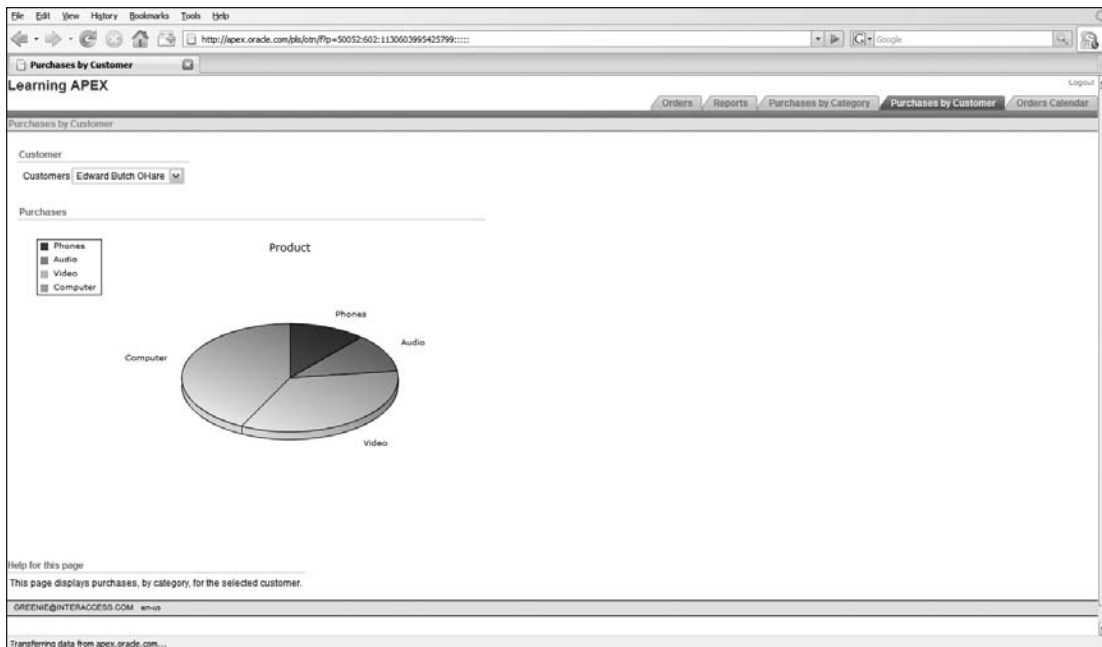 File Edit View History Bookmarks Tools Help
http://apex.oracle.com/pls/otn/f?p=50052:602:1130603995425799:::::
Google
Purchases by Customer
Learning APEX
Logout
Orders Reports Purchases by Category Purchases by Customer Orders Calendar
Purchases by Customer
Customer
Customers Edward Butch OHare
Purchases
Phones
Audio
Video
Computer
Product
Phones
Audio
Computer
Video
Help for this page
This page displays purchases, by category, for the selected customer.
GREENIE@INTERACCESS.COM en-us
Transferring data from apex.oracle.com...